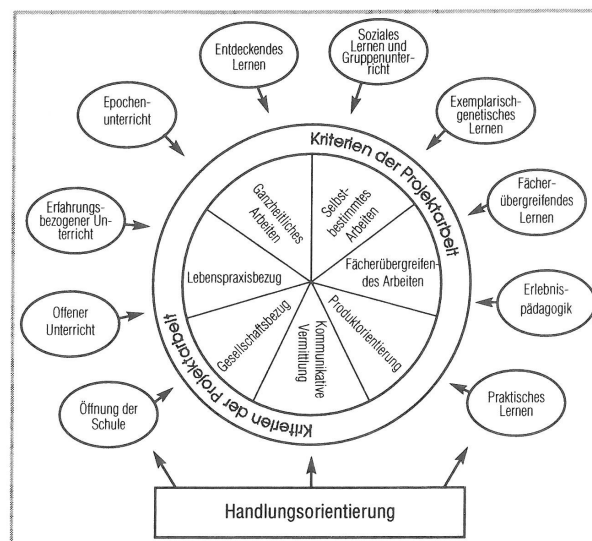 Entdeckendes
Lernen
Soziales
Lernen und
Gruppenunter-
richt
Epochen-
unterricht
Exemplarisch-
genetisches
Lernen
Erfahrungs-
bezogener Un-
terricht
Fächer-
übergreifendes
Lernen
Offener
Unterricht
Erlebnis-
pädagogik
Öffnung der
Schule
Praktisches
Lernen
Kriterien der Projektarbeit
Ganzheitliches
Arbeiten
Selbst-
bestimmtes
Arbeiten
Lebenspraxisbezug
Fächerübergreifen-
des Arbeiten
Gesellschaftsbezug
Kommunikative
Vermittlung
Produktorientierung
Kriterien der Projektarbeit
Handlungsorientierung